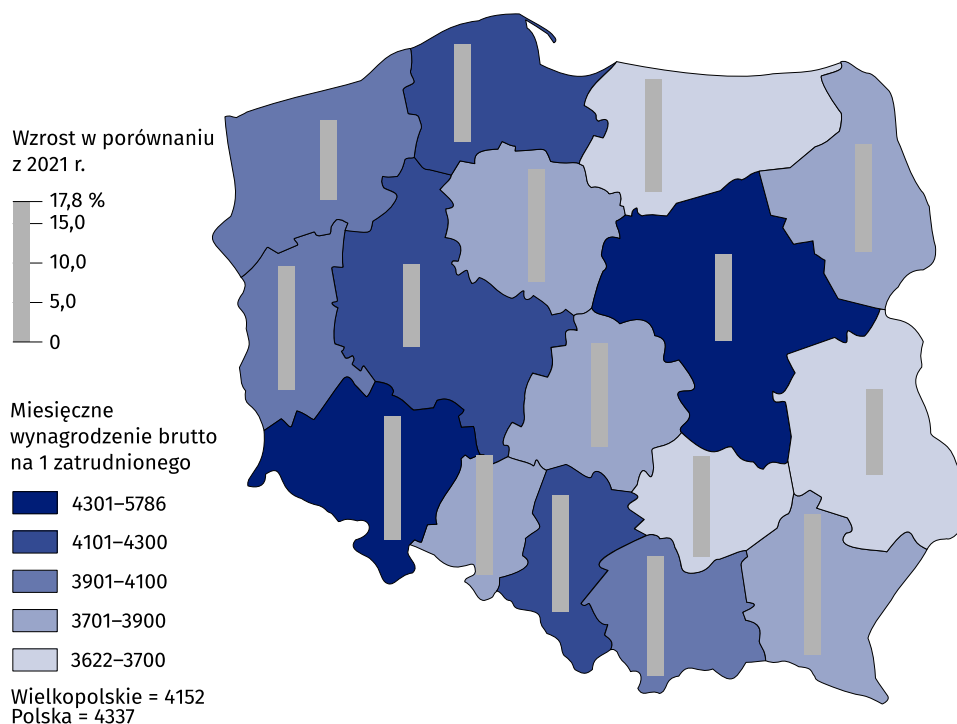 Wzrost w porównaniu
z 2021 r.
17,8 %
15,0
10,0
5,0
0
Miesięczne
wynagrodzenie brutto
na 1 zatrudnionego
4301–5786
4101–4300
3901–4100
3701–3900
3622–3700
Wielkopolskie = 4152
Polska = 4337